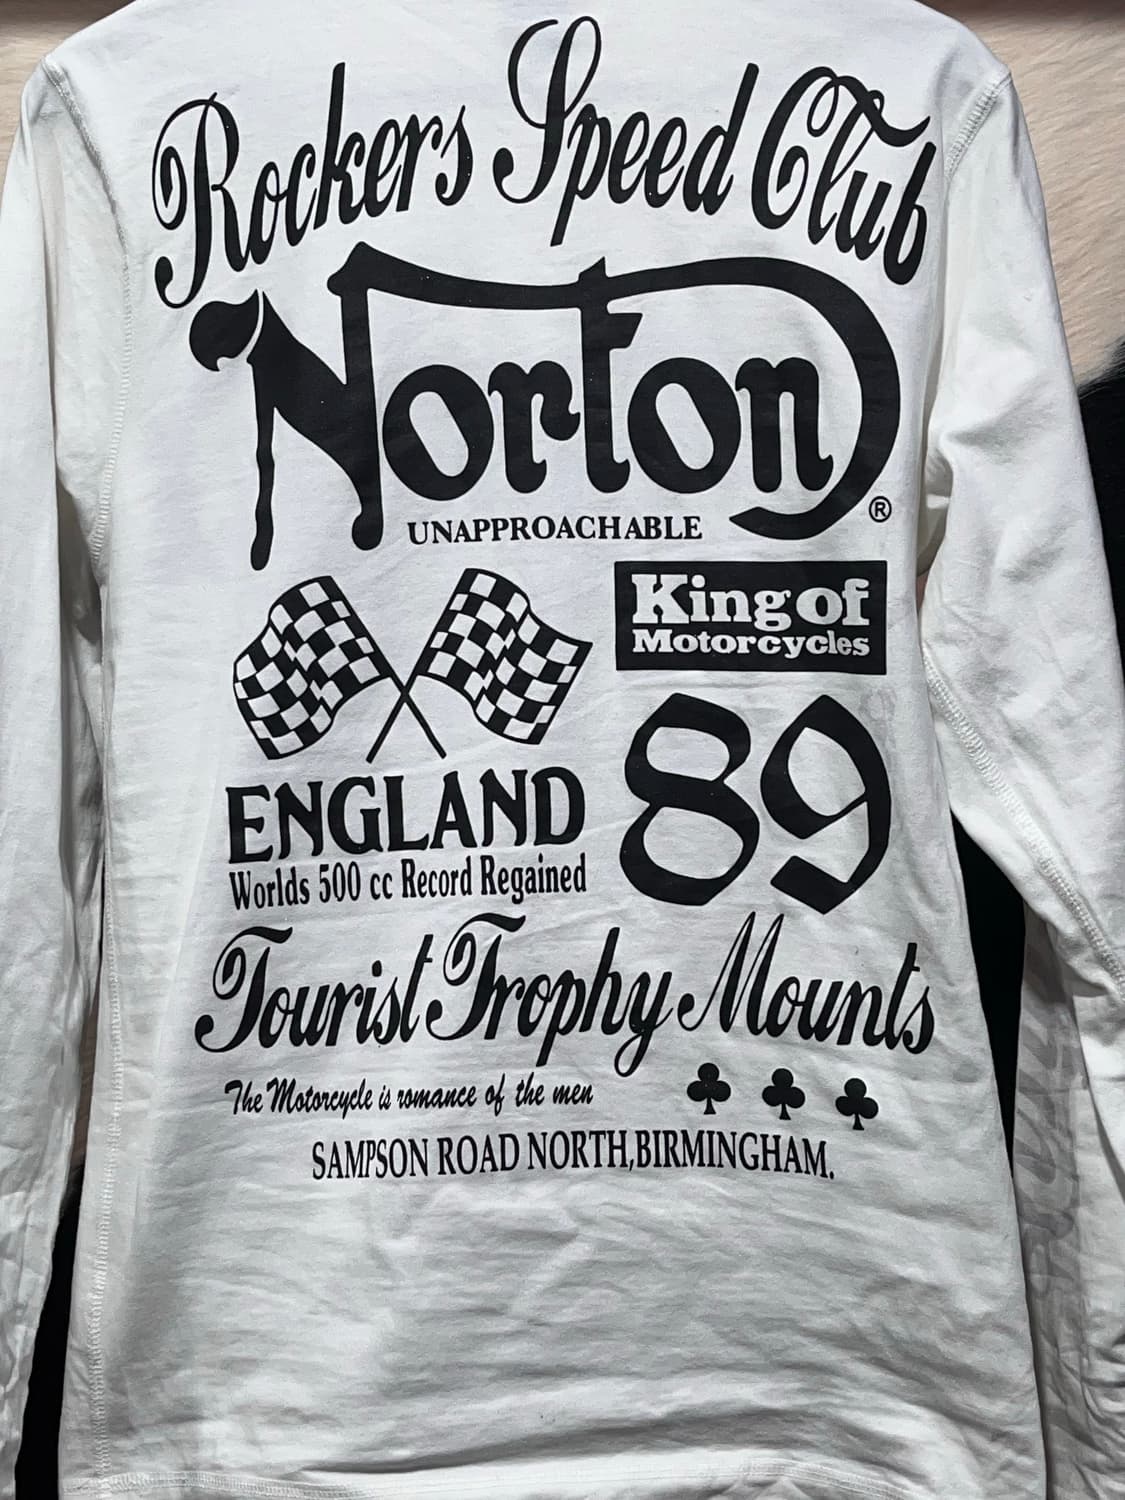 Rockers Speed Club
Norton®
UNAPPROACHABLE
King of
Motorcycles
89
ENGLAND
Worlds 500 cc Record Regained
Tourist Trophy Mounts
The Motorcycle is romance of the men
SAMPSON ROAD NORTH,BIRMINGHAM.